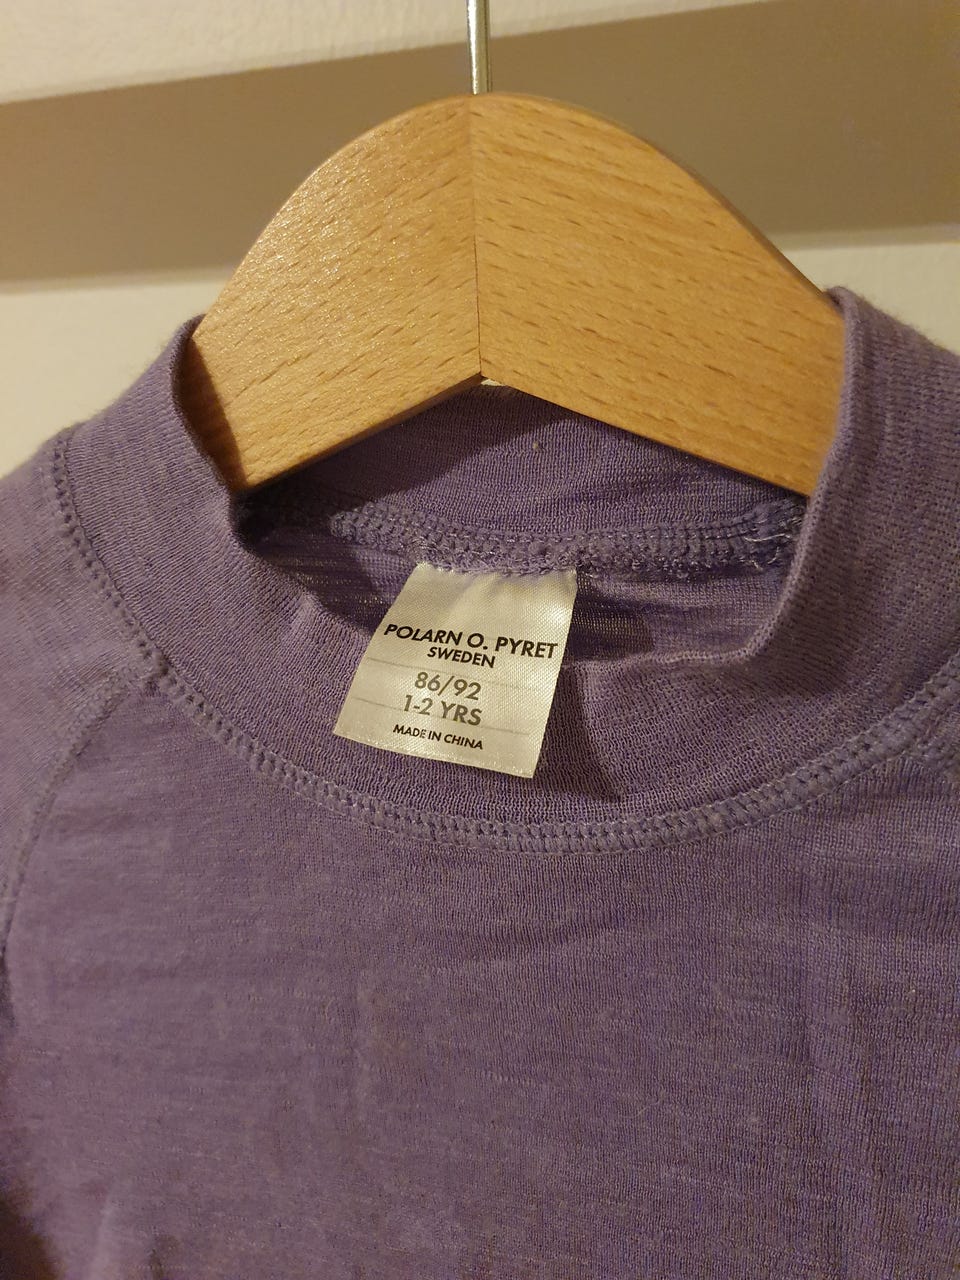 POLARN O. PYRET
SWEDEN
86/92
1-2 YRS
MADE IN CHINA